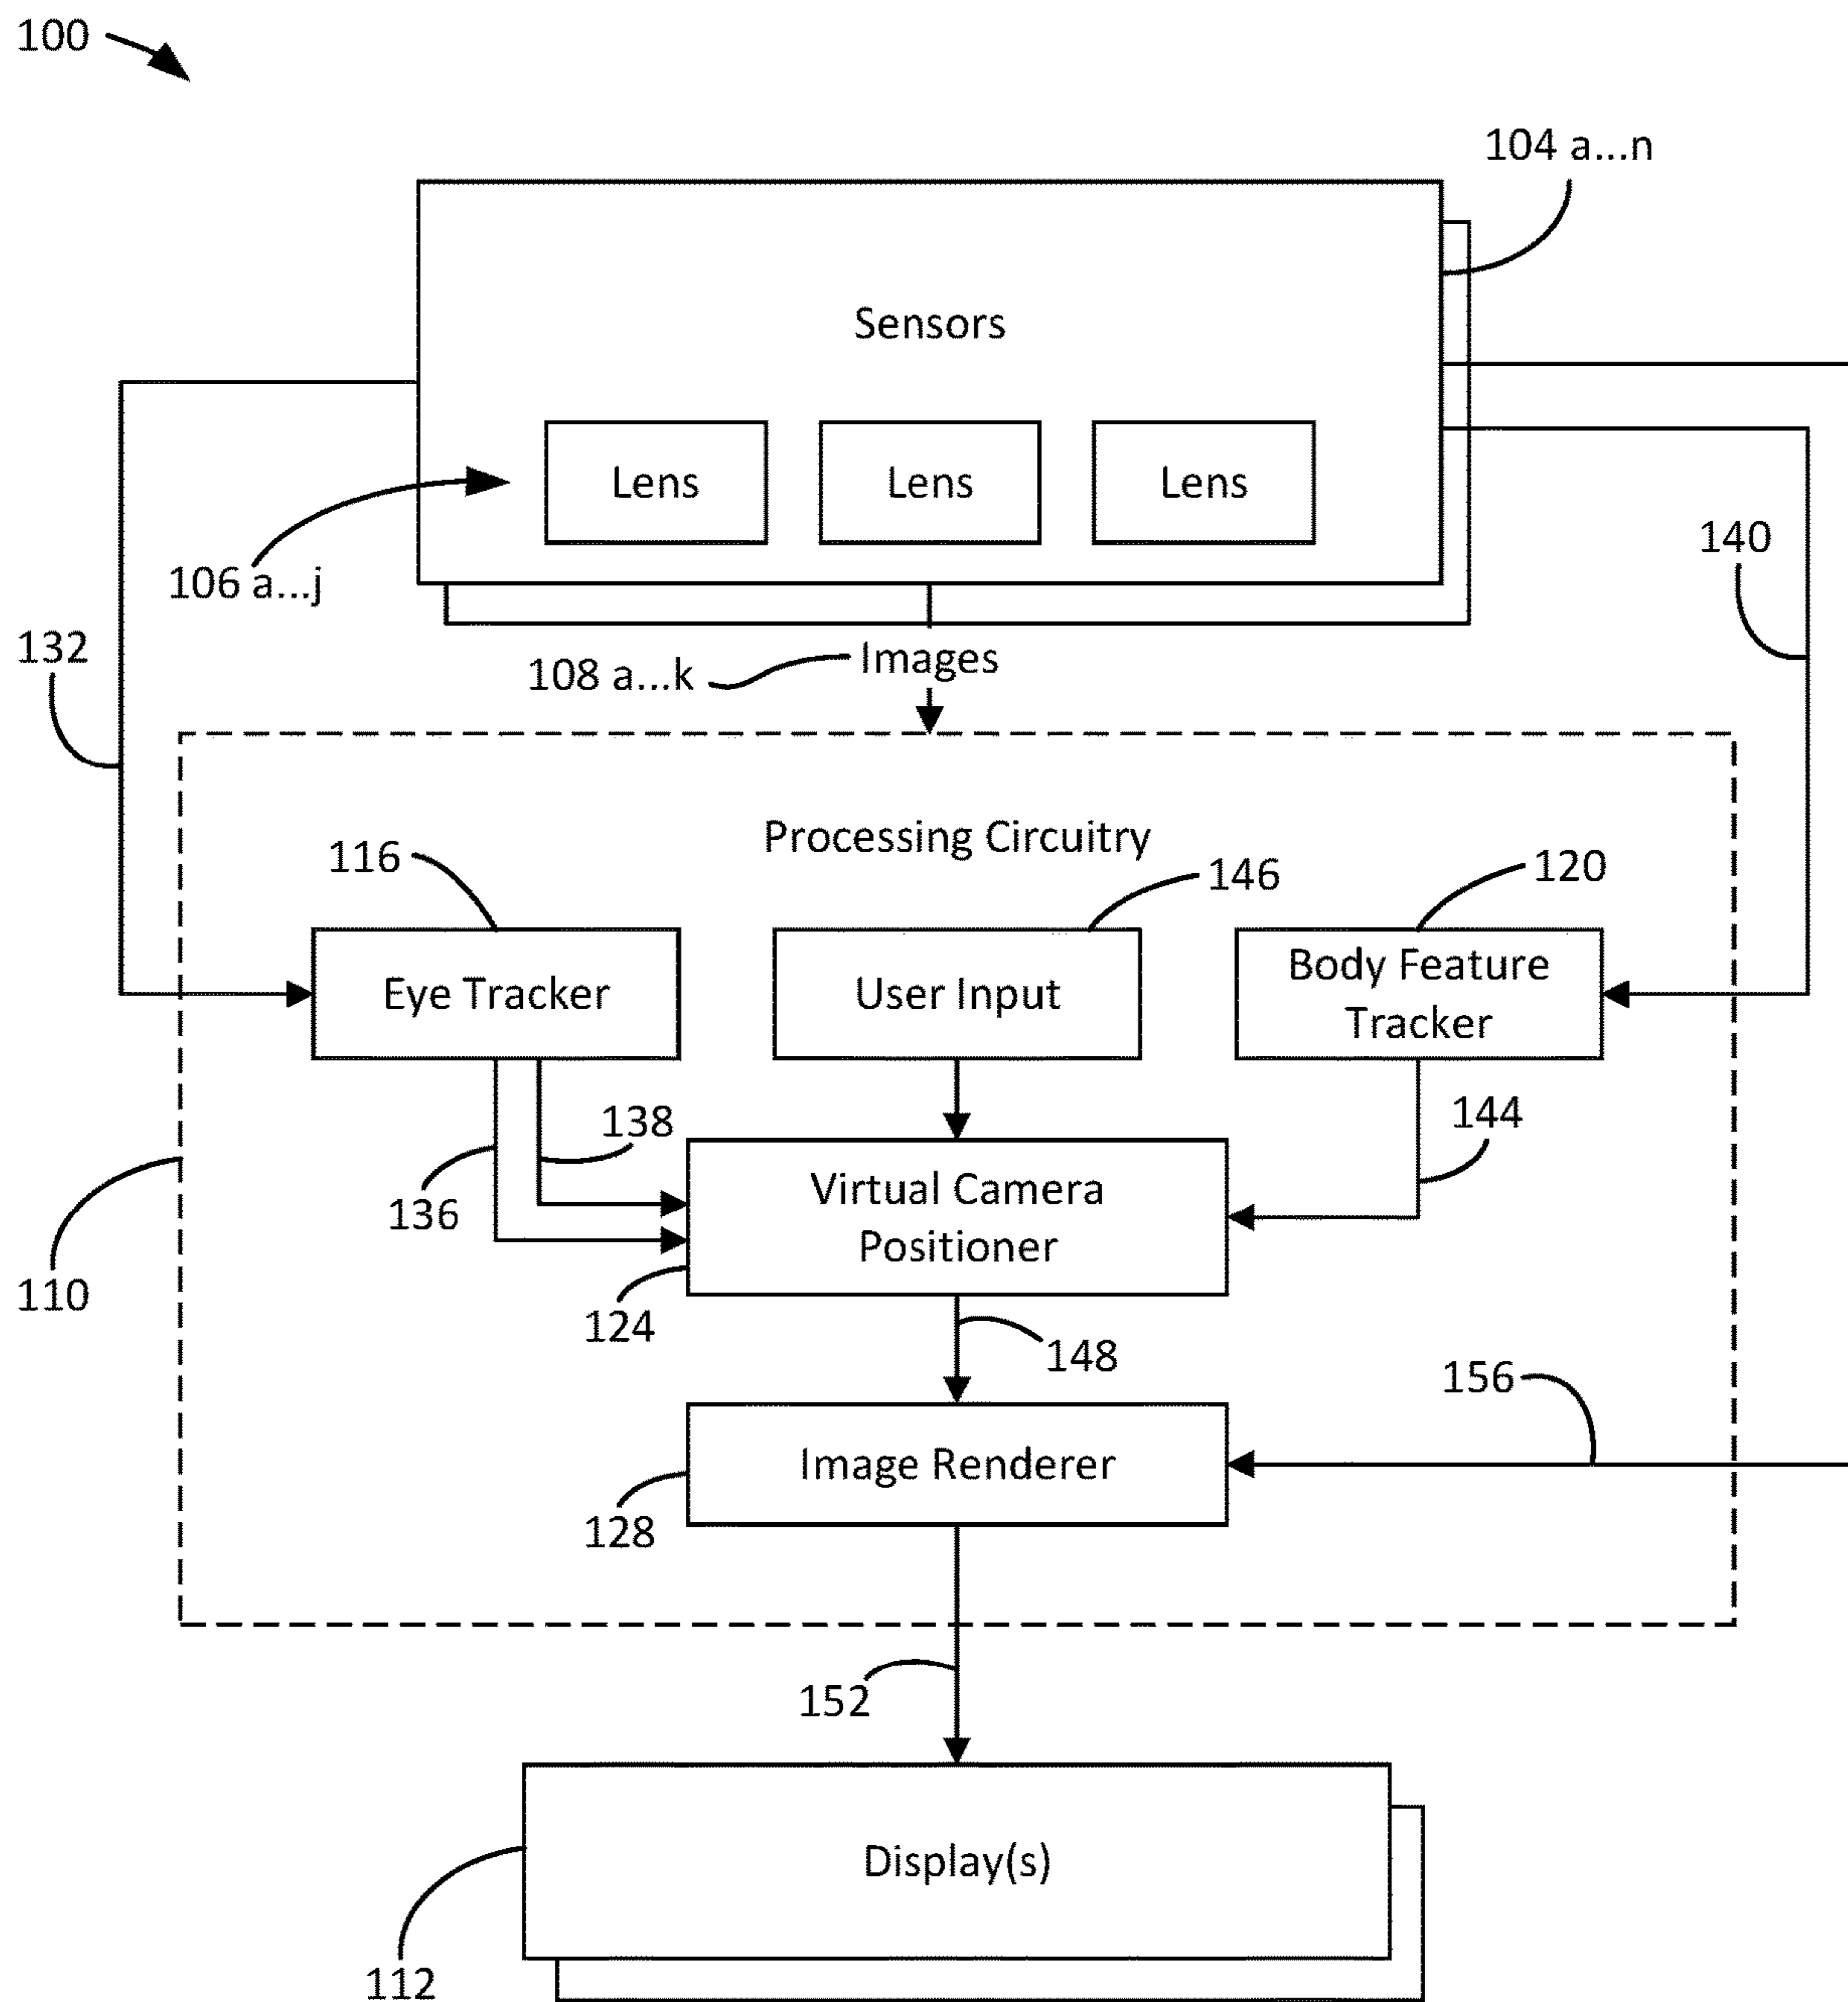 100
104 a...n
Sensors
Lens
Lens
Lens
106 a...j
140
132
Images
108 a...k
Processing Circuitry
116
146
120
Eye Tracker
User Input
Body Feature
Tracker
138
144
136
Virtual Camera
Positioner
110
124
148
156
Image Renderer
128
152
Display(s)
112